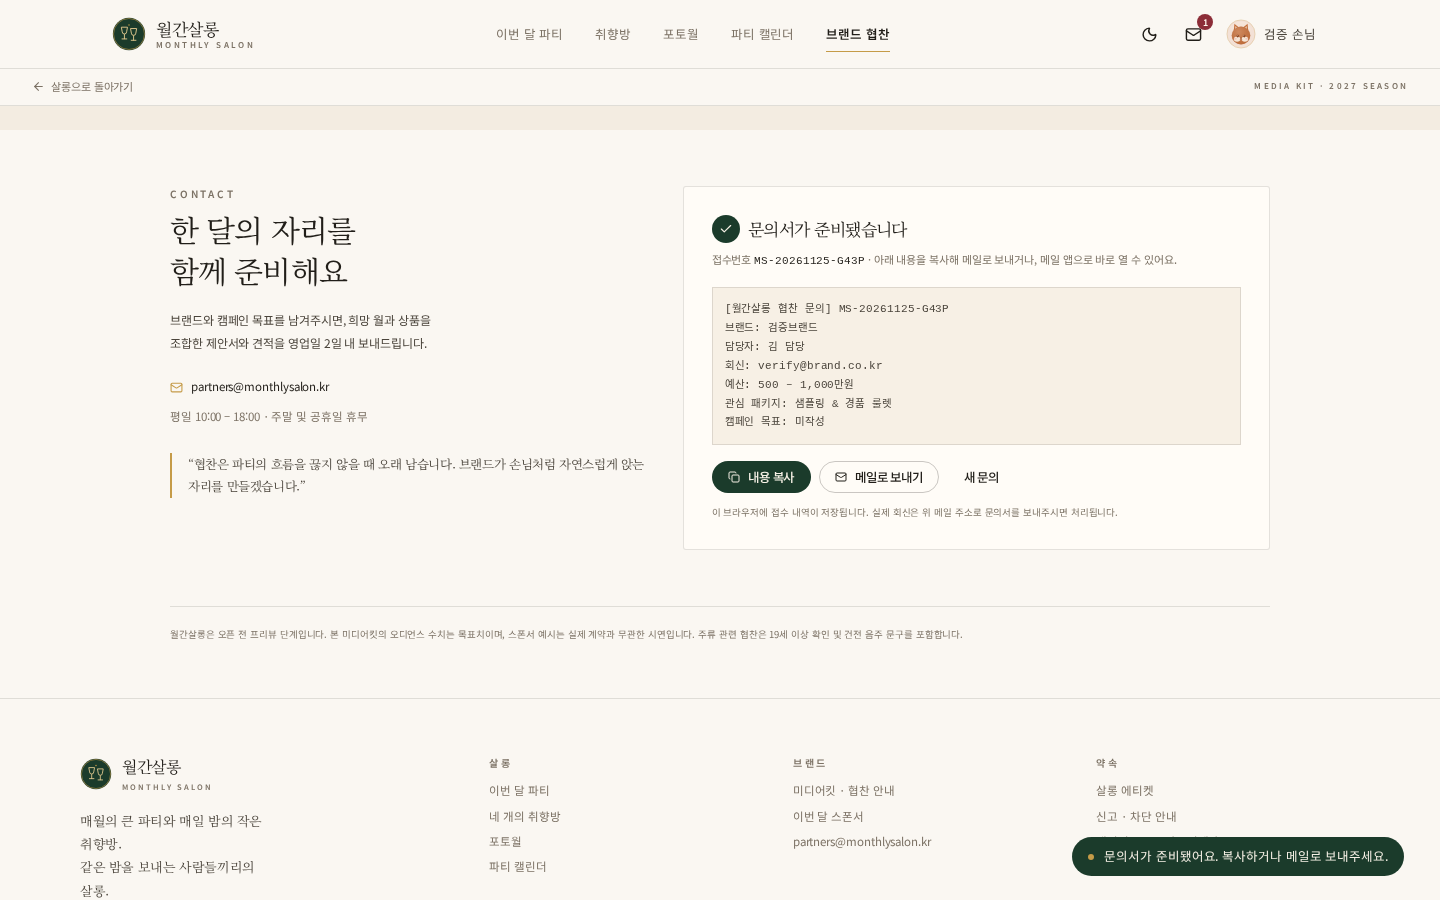 월간살롱
MONTHLY SALON
이번 달 파티
취향방
포토월
파티 캘린더
브랜드 협찬
1
검증 손님
살롱으로 돌아가기
MEDIA KIT · 2027 SEASON
CONTACT
한 달의 자리를
함께 준비해요
브랜드와 캠페인 목표를 남겨주시면, 희망 월과 상품을
조합한 제안서와 견적을 영업일 2일 내 보내드립니다.
partners@monthlysalon.kr
평일 10:00 – 18:00 · 주말 및 공휴일 휴무
“협찬은 파티의 흐름을 끊지 않을 때 오래 남습니다. 브랜드가 손님처럼 자연스럽게 앉는
자리를 만들겠습니다.”
문의서가 준비됐습니다
접수번호 MS-20261125-G43P · 아래 내용을 복사해 메일로 보내거나, 메일 앱으로 바로 열 수 있어요.
[월간살롱 협찬 문의] MS-20261125-G43P
브랜드: 검증브랜드
담당자: 김 담당
회신: verify@brand.co.kr
예산: 500 – 1,000만원
관심 패키지: 샘플링 & 경품 룰렛
캠페인 목표: 미작성
내용 복사
메일로 보내기
새 문의
이 브라우저에 접수 내역이 저장됩니다. 실제 회신은 위 메일 주소로 문의서를 보내주시면 처리됩니다.
월간살롱은 오픈 전 프리뷰 단계입니다. 본 미디어킷의 오디언스 수치는 목표치이며, 스폰서 예시는 실제 계약과 무관한 시연입니다. 주류 관련 협찬은 19세 이상 확인 및 건전 음주 문구를 포함합니다.
월간살롱
MONTHLY SALON
매월의 큰 파티와 매일 밤의 작은
취향방.
같은 밤을 보내는 사람들끼리의
살롱.
살롱
이번 달 파티
네 개의 취향방
포토월
파티 캘린더
브랜드
미디어킷 · 협찬 안내
이번 달 스폰서
partners@monthlysalon.kr
약속
살롱 에티켓
신고 · 차단 안내
문의서가 준비됐어요. 복사하거나 메일로 보내주세요.